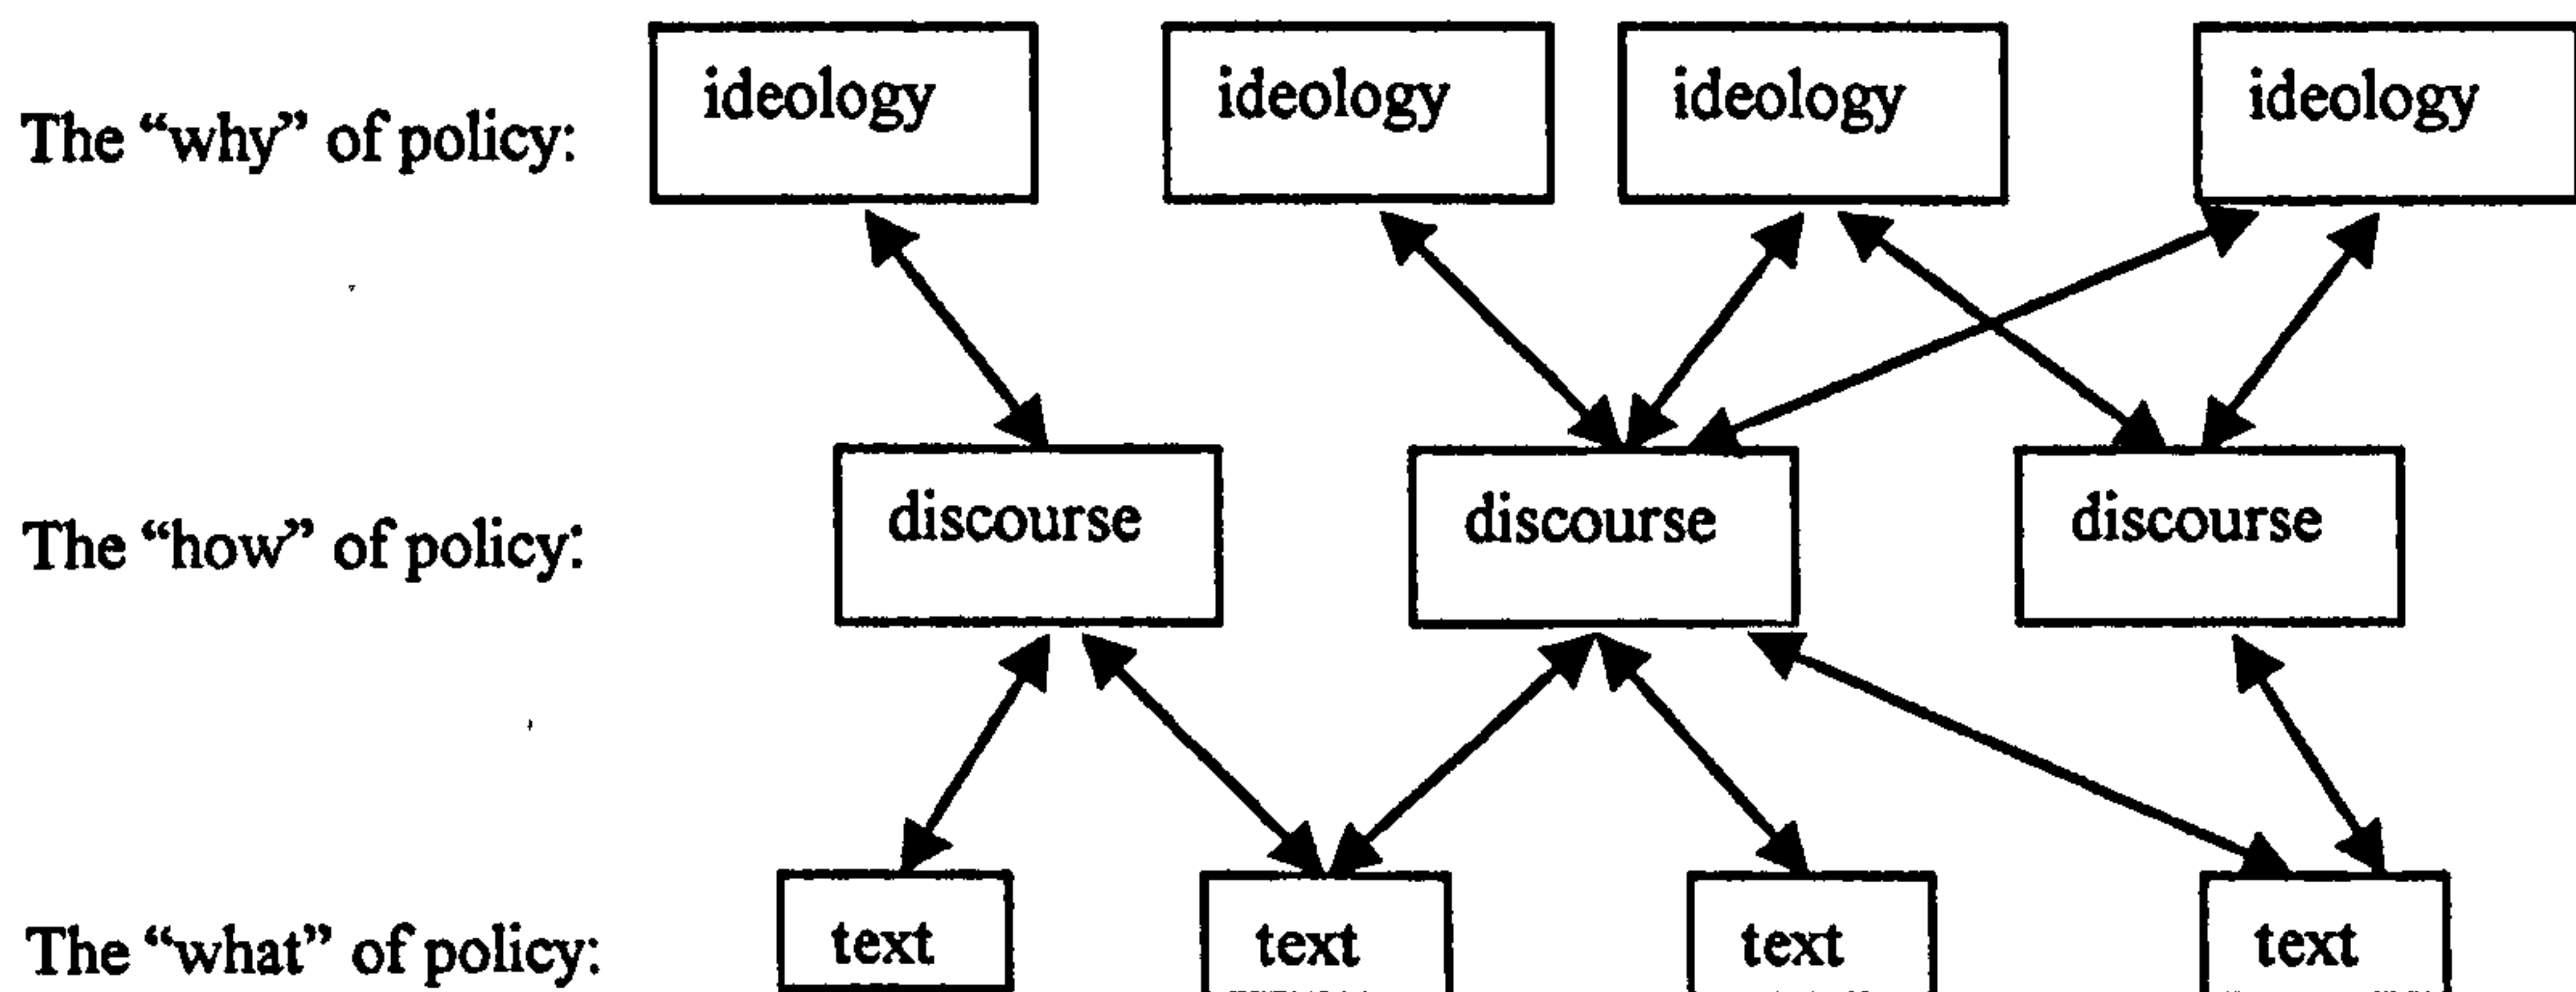 The “why” of policy: ideology ideology ideology ideology
The “how” of policy: discourse discourse discourse
The “what” of policy: text text text text